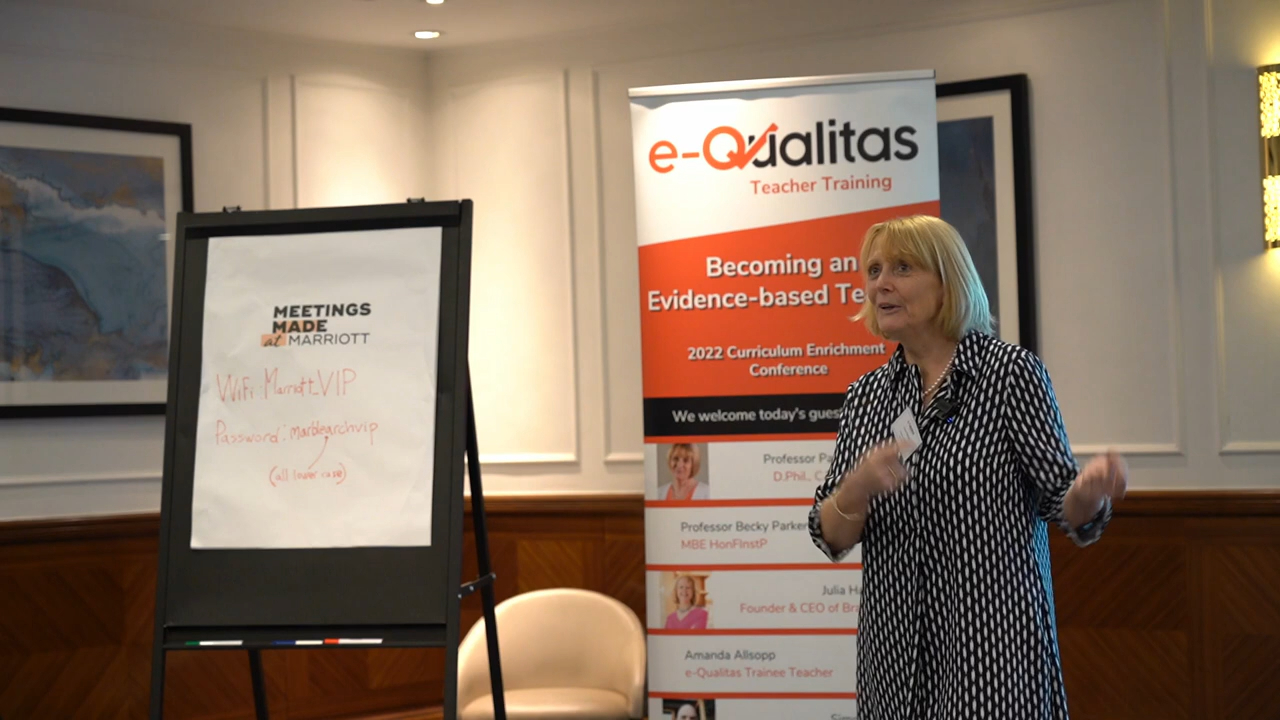 MEETINGS
MADE
at MARRIOTT
WiFi: Marriott_VIP
Password: marblearchvip
(all lower case)
e-Qualitas
Teacher Training
Becoming an
Evidence-based Te
2022 Curriculum Enrichment
Conference
We welcome today's gues
Professor Pa
D.Phil., C
Professor Becky Parker
MBE HonFInstP
Julia Ha
Founder & CEO of Bra
Amanda Allsopp
e-Qualitas Trainee Teacher